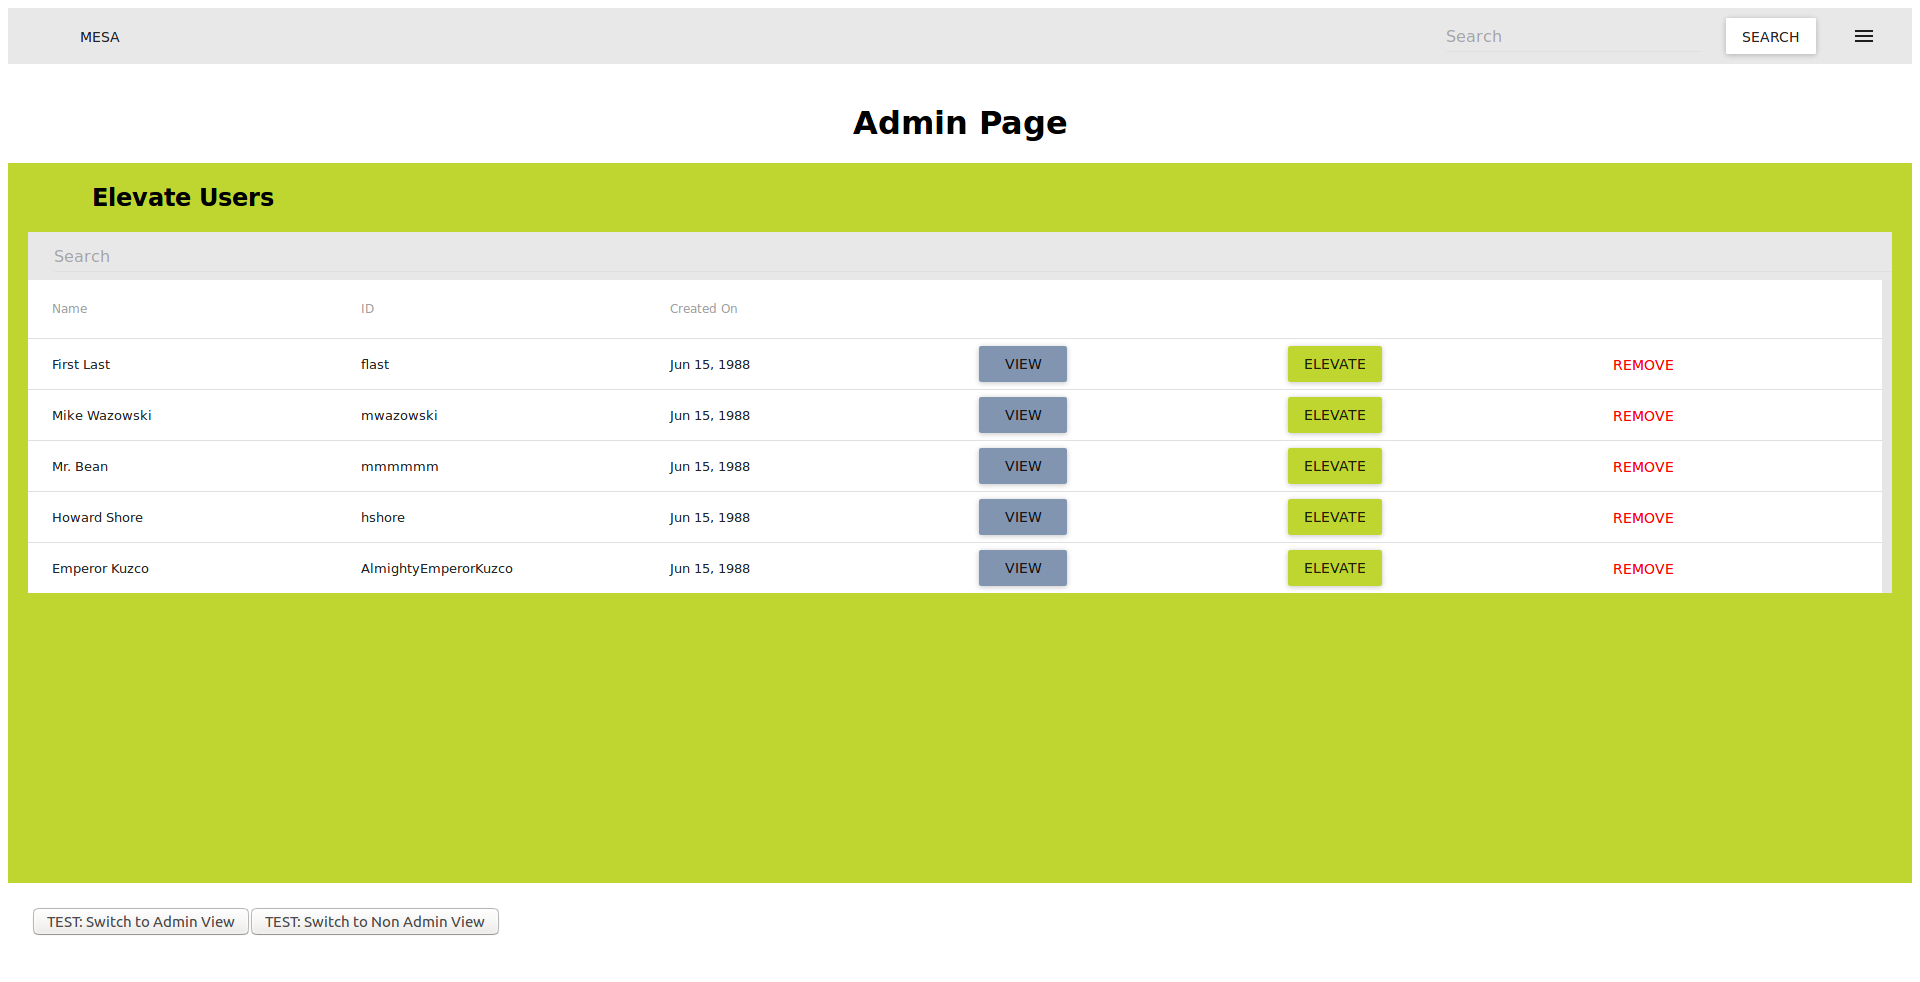 MESA Search SEARCH
Admin Page
Elevate Users
Search
Name ID Created On
First Last flast Jun 15, 1988 VIEW ELEVATE REMOVE
Mike Wazowski mwazowski Jun 15, 1988 VIEW ELEVATE REMOVE
Mr. Bean mmmmmm Jun 15, 1988 VIEW ELEVATE REMOVE
Howard Shore hshore Jun 15, 1988 VIEW ELEVATE REMOVE
Emperor Kuzco AlmightyEmperorKuzco Jun 15, 1988 VIEW ELEVATE REMOVE
TEST: Switch to Admin View TEST: Switch to Non Admin View